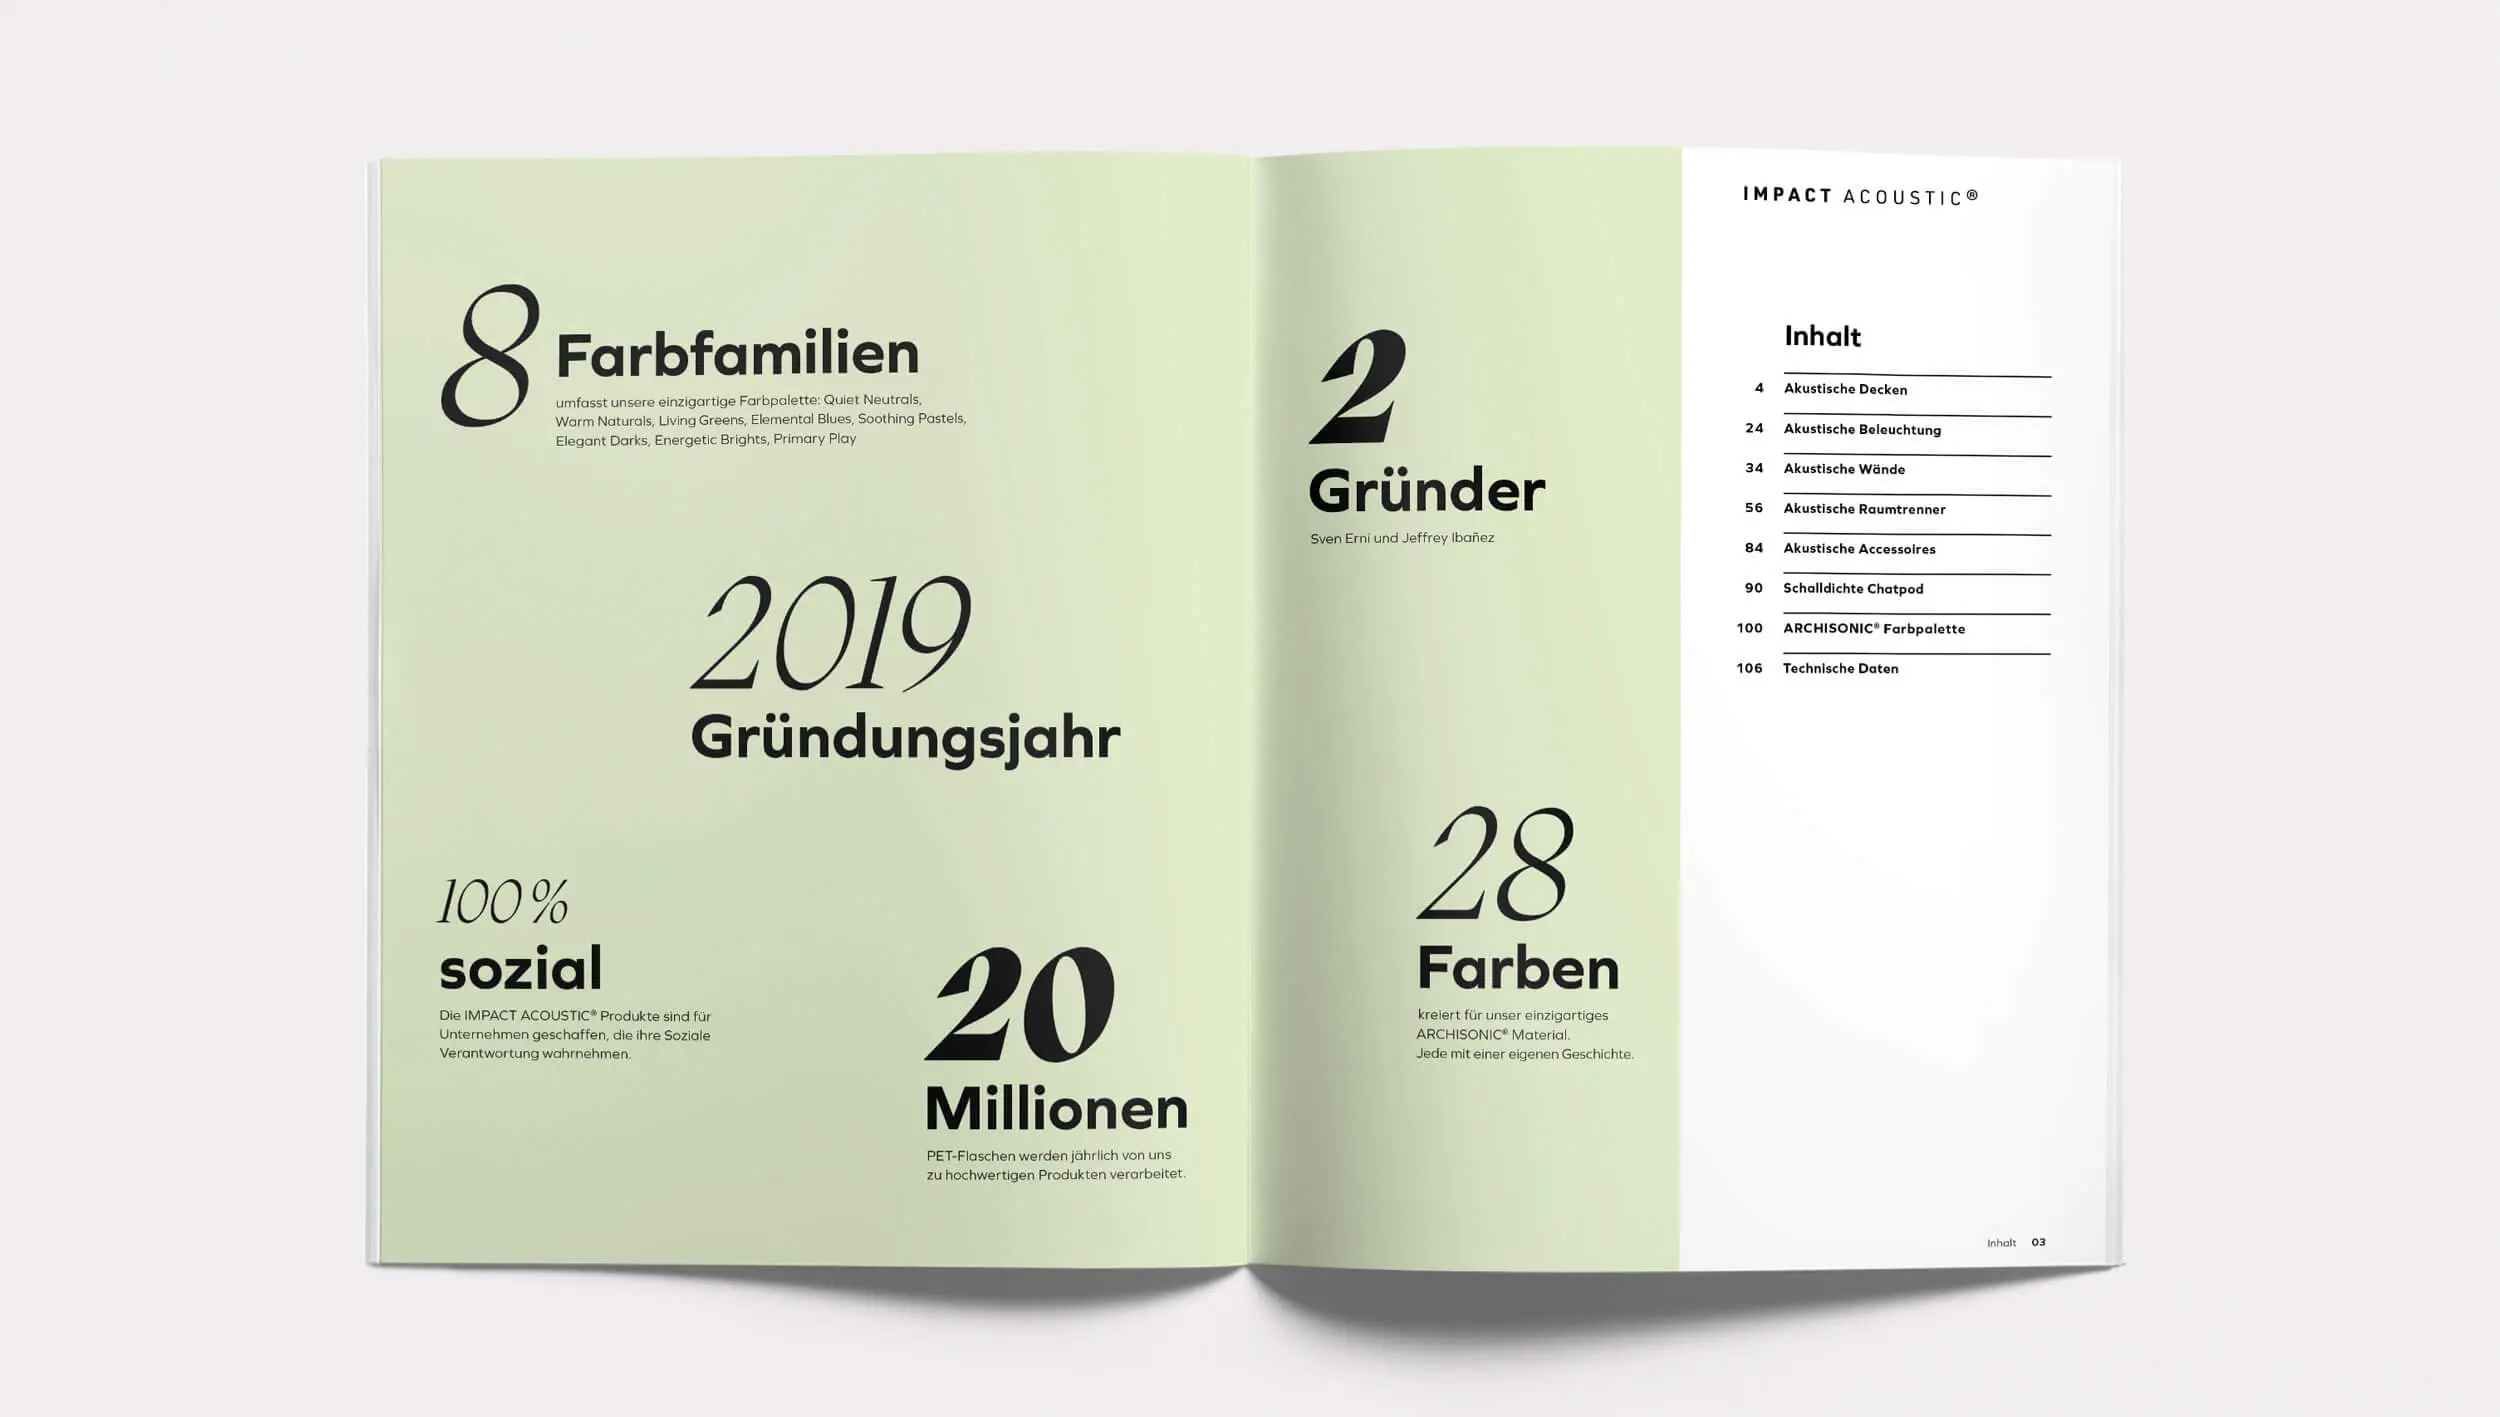 8 Farbfamilien
umfasst unsere einzigartige Farbpalette: Quiet Neutrals,
Warm Naturals, Living Greens, Elemental Blues, Soothing Pastels,
Elegant Darks, Energetic Brights, Primary Play
2019
Gründungsjahr
100 %
sozial
Die IMPACT ACOUSTIC® Produkte sind für
Unternehmen geschaffen, die ihre Soziale
Verantwortung wahrnehmen.
20
Millionen
PET-Flaschen werden jährlich von uns
zu hochwertigen Produkten verarbeitet.
2
Gründer
Sven Erni und Jeffrey Ibañez
28
Farben
kreiert für unser einzigartiges
ARCHISONIC® Material.
Jede mit einer eigenen Geschichte.
IMPACT ACOUSTIC®
Inhalt
4 Akustische Decken
24 Akustische Beleuchtung
34 Akustische Wände
56 Akustische Raumtrenner
84 Akustische Accessoires
90 Schalldichte Chatpod
100 ARCHISONIC® Farbpalette
106 Technische Daten
Inhalt 03